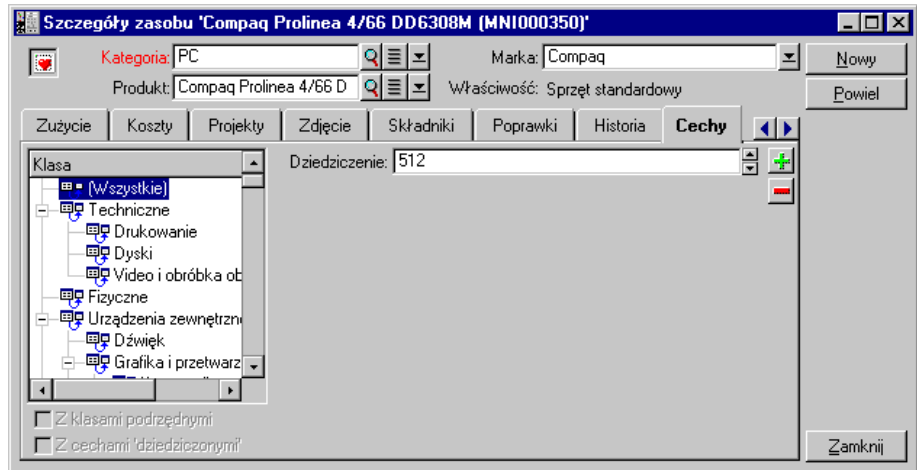 Szczegóły zasobu 'Compaq Prolinea 4/66 DD6308M (MNI000350)'
Kategoria: PC Marka: Compaq Nowy
Produkt: Compaq Prolinea 4/66 D Właściwość: Sprzęt standardowy Powiel
Zużycie Koszty Projekty Zdjęcie Składniki Poprawki Historia Cechy
Klasa Dziedziczenie: 512
(Wszystkie)
Techniczne
Drukowanie
Dyski
Video i obróbka ob
Fizyczne
Urządzenia zewnętrzn
Dźwięk
Grafika i przetwarz
Z klasami podrzędnymi
Z cechami 'dziedziczonymi' Zamknij